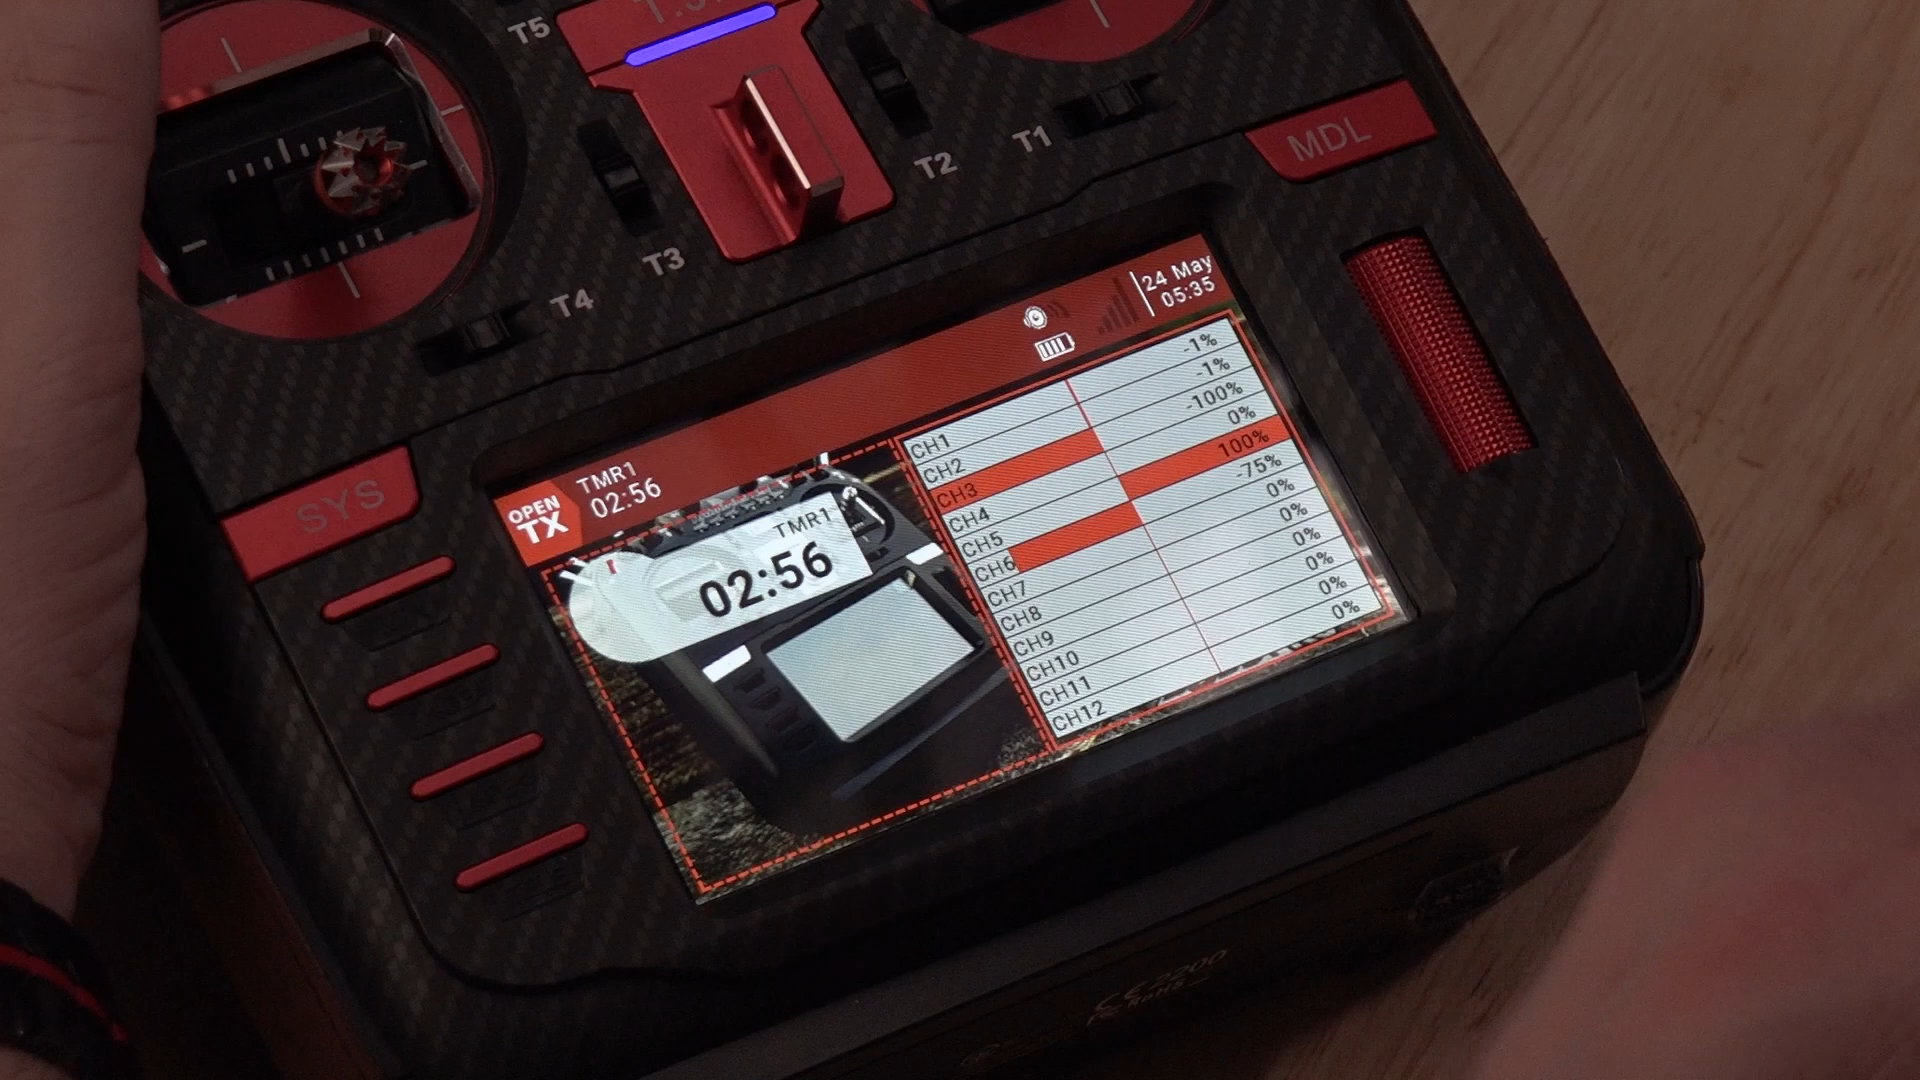 T5
T1
T2
MDL
T3
T4
24 May
05:35
SYS
OPEN
TX
TMR1
02:56
TMR1
02:56
CH1 -1%
CH2 -1%
CH3 -100%
CH4 0%
CH5 100%
CH6 -75%
CH7 0%
CH8 0%
CH9 0%
CH10 0%
CH11 0%
CH12 0%
CE2200
RoHS